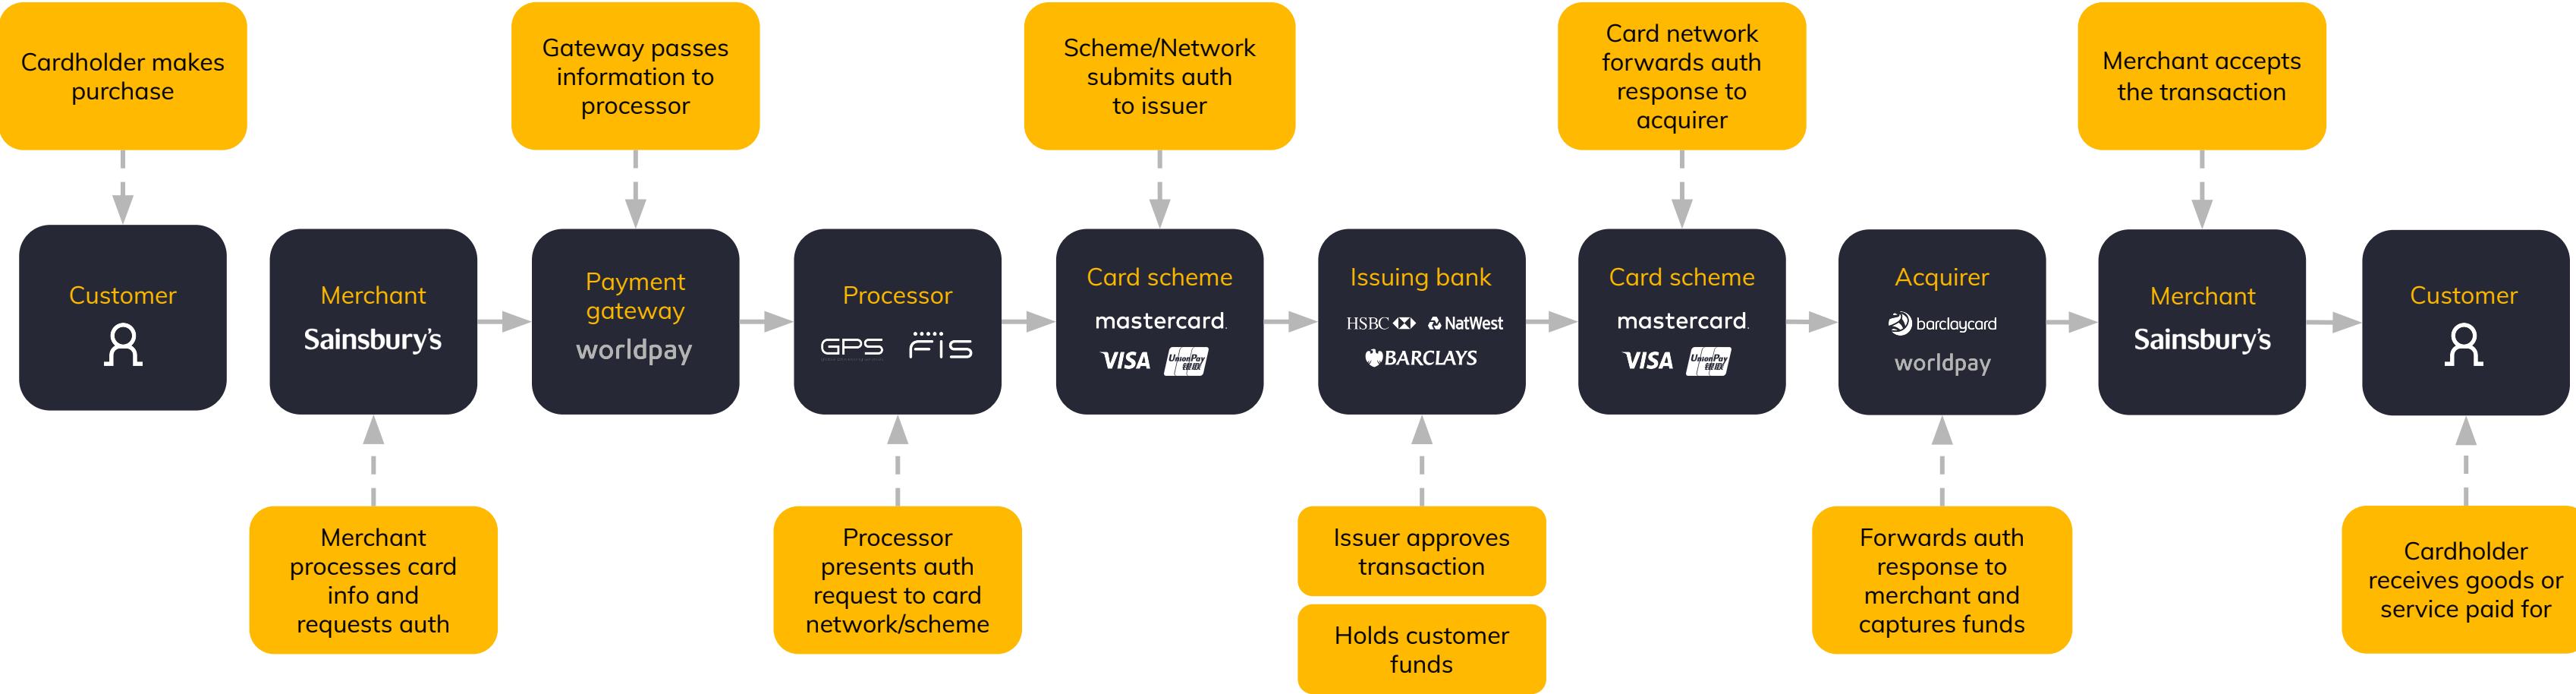 Cardholder makes
purchase
Gateway passes
information to
processor
Scheme/Network
submits auth
to issuer
Card network
forwards auth
response to
acquirer
Merchant accepts
the transaction
Customer
Merchant
Sainsbury's
Payment
gateway
worldpay
Processor
GPS FIS
Card scheme
mastercard.
VISA UnionPay 银联
Issuing bank
HSBC NatWest
BARCLAYS
Card scheme
mastercard.
VISA UnionPay 银联
Acquirer
barclaycard
worldpay
Merchant
Sainsbury's
Customer
Merchant
processes card
info and
requests auth
Processor
presents auth
request to card
network/scheme
Issuer approves
transaction
Holds customer
funds
Forwards auth
response to
merchant and
captures funds
Cardholder
receives goods or
service paid for